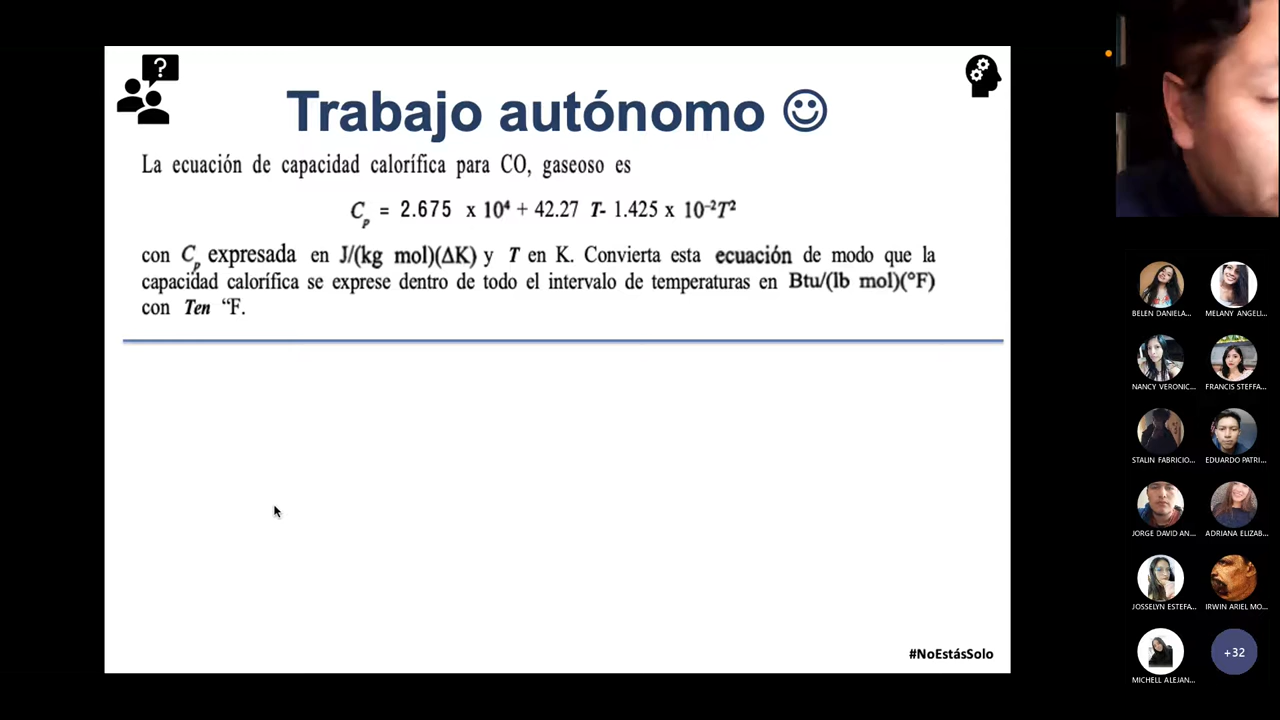 ?
Trabajo autónomo ☺
La ecuación de capacidad calorífica para CO, gaseoso es
Cp = 2.675 x 10⁴ + 42.27 T- 1.425 x 10⁻²T²
con Cp expresada en J/(kg mol)(ΔK) y T en K. Convierta esta ecuación de modo que la
capacidad calorífica se exprese dentro de todo el intervalo de temperaturas en Btu/(lb mol)(°F)
con Ten “F.
#NoEstásSolo
BELEN DANIELA... MELANY ANGELI...
NANCY VERONIC... FRANCIS STEFFA...
STALIN FABRICIO... EDUARDO PATRI...
JORGE DAVID AN... ADRIANA ELIZAB...
JOSSELYN ESTEFA... IRWIN ARIEL MO...
+32
MICHELL ALEJAN...